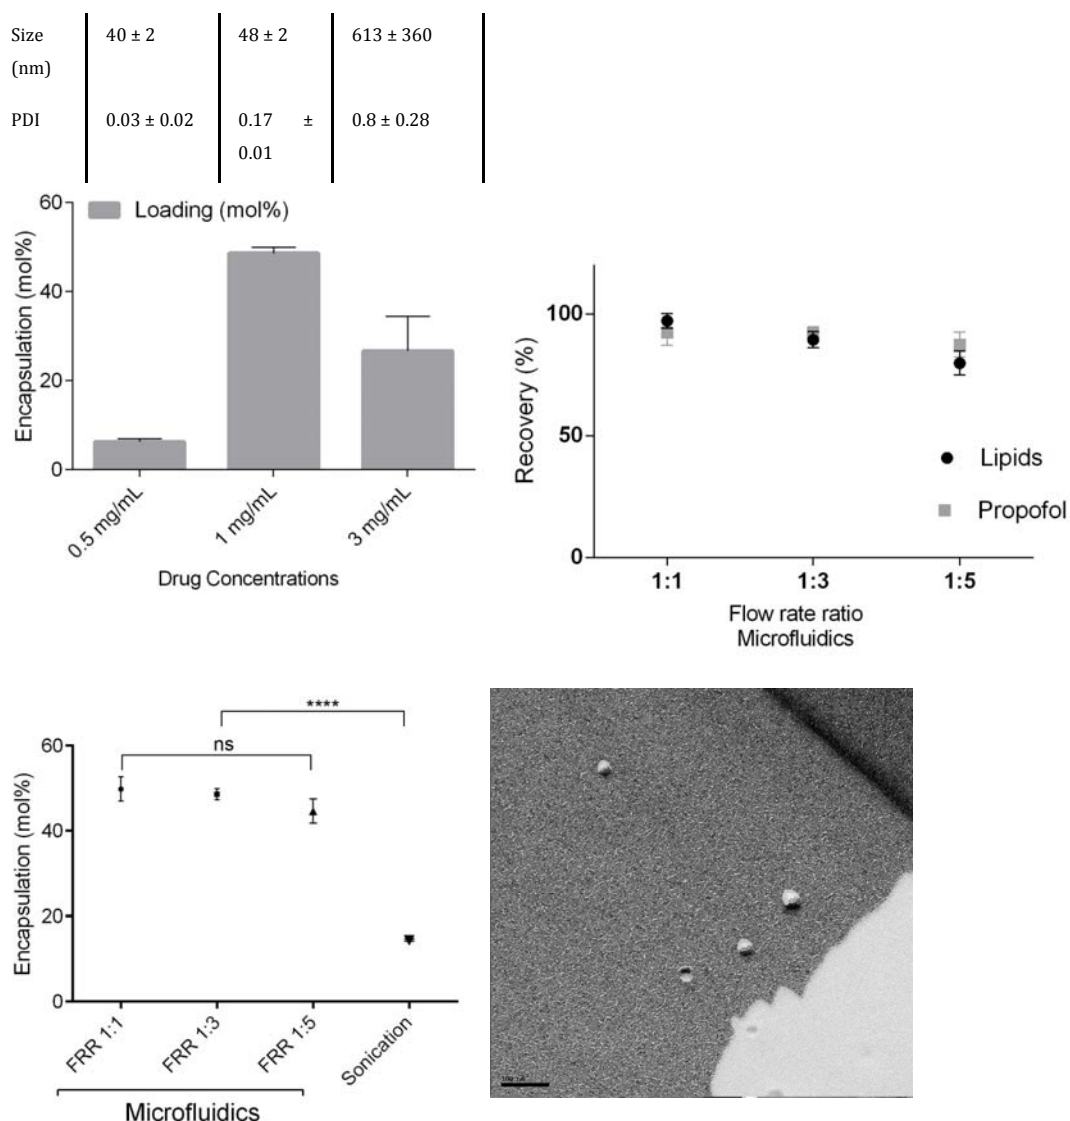 Size 40 ± 2 48 ± 2 613 ± 360
(nm)
PDI 0.03 ± 0.02 0.17 ± 0.8 ± 0.28
0.01
Loading (mol%)
Encapsulation (mol%)
60
40
20
0
0.5 mg/mL
1 mg/mL
3 mg/mL
Drug Concentrations
Recovery (%)
100
50
0
Lipids
Propofol
1:1 1:3 1:5
Flow rate ratio
Microfluidics
****
ns
Encapsulation (mol%)
60
40
20
0
FRR 1:1
FRR 1:3
FRR 1:5
Sonication
Microfluidics